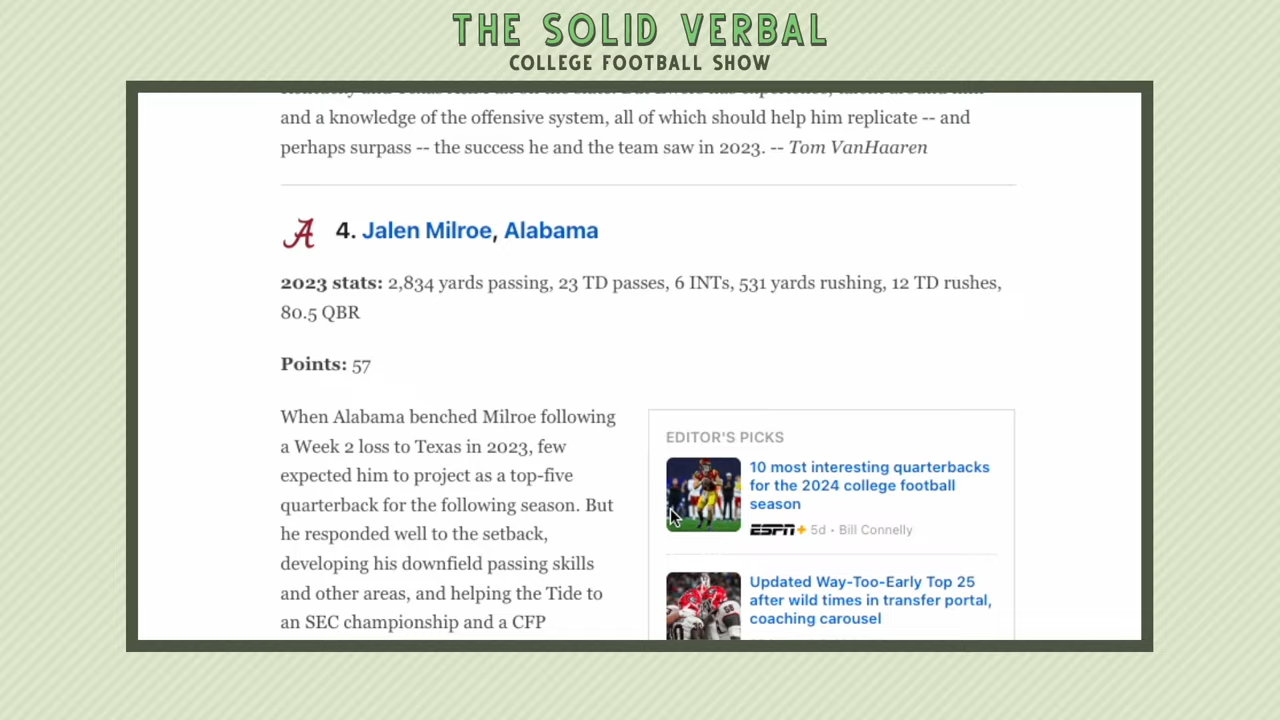 THE SOLID VERBAL
COLLEGE FOOTBALL SHOW
and a knowledge of the offensive system, all of which should help him replicate -- and
perhaps surpass -- the success he and the team saw in 2023. -- Tom VanHaaren
4. Jalen Milroe, Alabama
2023 stats: 2,834 yards passing, 23 TD passes, 6 INTs, 531 yards rushing, 12 TD rushes,
80.5 QBR
Points: 57
When Alabama benched Milroe following
a Week 2 loss to Texas in 2023, few
expected him to project as a top-five
quarterback for the following season. But
he responded well to the setback,
developing his downfield passing skills
and other areas, and helping the Tide to
an SEC championship and a CFP
EDITOR'S PICKS
10 most interesting quarterbacks
for the 2024 college football
season
ESPN+ 5d · Bill Connelly
Updated Way-Too-Early Top 25
after wild times in transfer portal,
coaching carousel